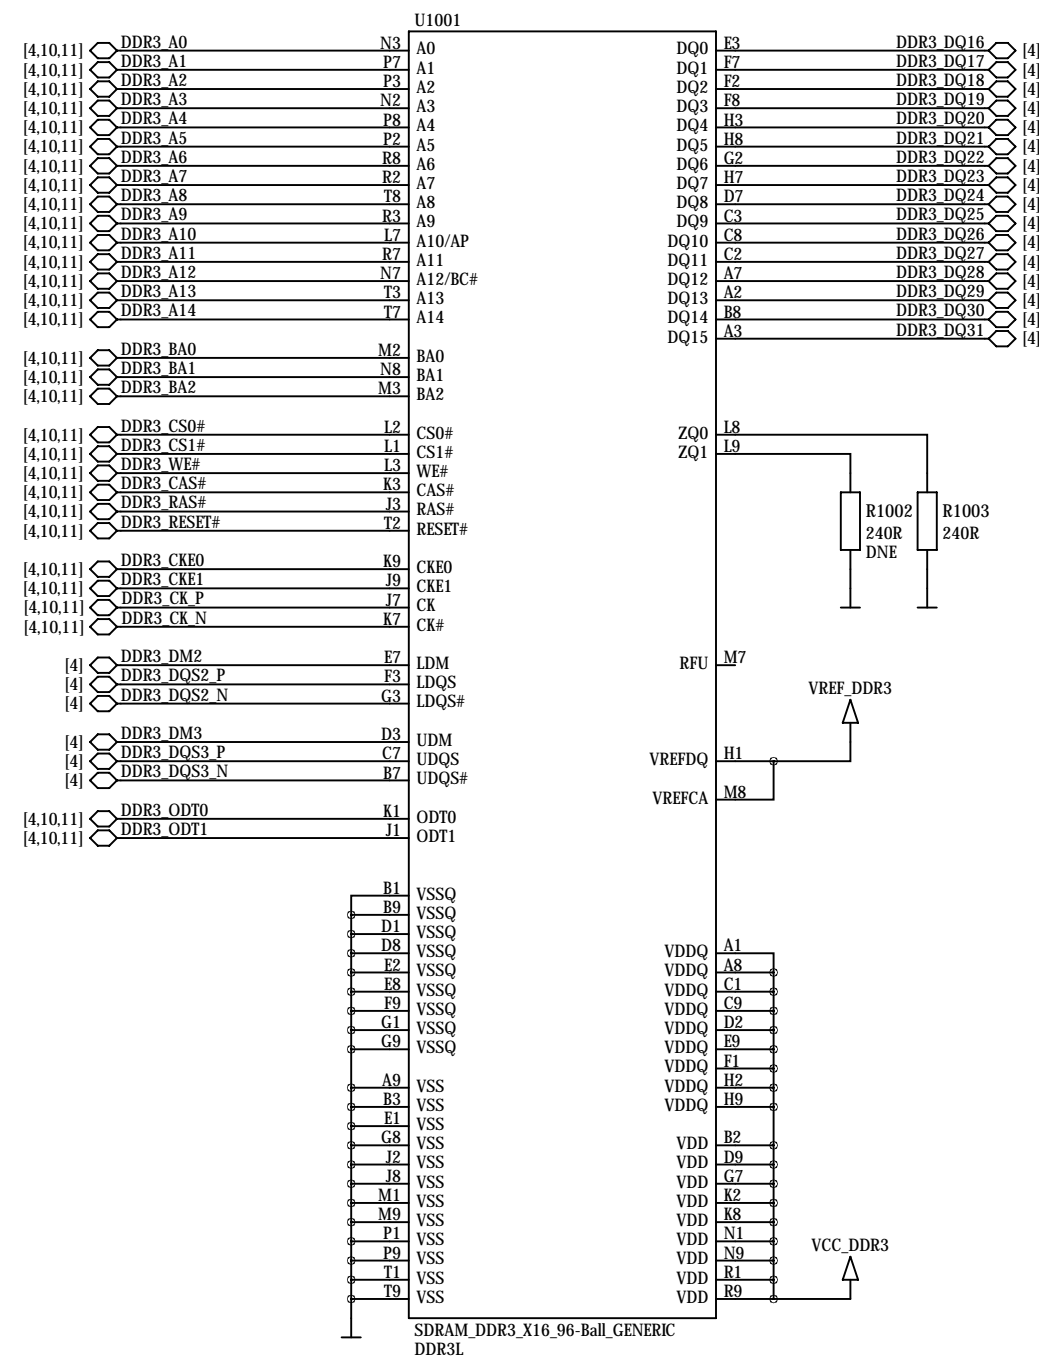 U1001
[4,10,11] DDR3_A0 N3 A0 DQ0 E3 DDR3_DQ16 [4]
[4,10,11] DDR3_A1 P7 A1 DQ1 F7 DDR3_DQ17 [4]
[4,10,11] DDR3_A2 P3 A2 DQ2 F2 DDR3_DQ18 [4]
[4,10,11] DDR3_A3 N2 A3 DQ3 F8 DDR3_DQ19 [4]
[4,10,11] DDR3_A4 P8 A4 DQ4 H3 DDR3_DQ20 [4]
[4,10,11] DDR3_A5 P2 A5 DQ5 H8 DDR3_DQ21 [4]
[4,10,11] DDR3_A6 R8 A6 DQ6 G2 DDR3_DQ22 [4]
[4,10,11] DDR3_A7 R2 A7 DQ7 H7 DDR3_DQ23 [4]
[4,10,11] DDR3_A8 T8 A8 DQ8 D7 DDR3_DQ24 [4]
[4,10,11] DDR3_A9 R3 A9 DQ9 C3 DDR3_DQ25 [4]
[4,10,11] DDR3_A10 L7 A10/AP DQ10 C8 DDR3_DQ26 [4]
[4,10,11] DDR3_A11 R7 A11 DQ11 C2 DDR3_DQ27 [4]
[4,10,11] DDR3_A12 N7 A12/BC# DQ12 A7 DDR3_DQ28 [4]
[4,10,11] DDR3_A13 T3 A13 DQ13 A2 DDR3_DQ29 [4]
[4,10,11] DDR3_A14 T7 A14 DQ14 B8 DDR3_DQ30 [4]
DQ15 A3 DDR3_DQ31 [4]
[4,10,11] DDR3_BA0 M2 BA0
[4,10,11] DDR3_BA1 N8 BA1
[4,10,11] DDR3_BA2 M3 BA2
[4,10,11] DDR3_CS0# L2 CS0# ZQ0 L8
[4,10,11] DDR3_CS1# L1 CS1# ZQ1 L9
[4,10,11] DDR3_WE# L3 WE#
[4,10,11] DDR3_CAS# K3 CAS#
[4,10,11] DDR3_RAS# J3 RAS# R1002 R1003
[4,10,11] DDR3_RESET# T2 RESET# 240R 240R
DNE
[4,10,11] DDR3_CKE0 K9 CKE0
[4,10,11] DDR3_CKE1 J9 CKE1
[4,10,11] DDR3_CK_P J7 CK
[4,10,11] DDR3_CK_N K7 CK#
[4] DDR3_DM2 E7 LDM RFU M7
[4] DDR3_DQS2_P F3 LDQS
[4] DDR3_DQS2_N G3 LDQS# VREF_DDR3
[4] DDR3_DM3 D3 UDM
[4] DDR3_DQS3_P C7 UDQS VREFDQ H1
[4] DDR3_DQS3_N B7 UDQS#
VREFCA M8
[4,10,11] DDR3_ODT0 K1 ODT0
[4,10,11] DDR3_ODT1 J1 ODT1
B1 VSSQ
B9 VSSQ
D1 VSSQ
D8 VSSQ VDDQ A1
E2 VSSQ VDDQ A8
E8 VSSQ VDDQ C1
F9 VSSQ VDDQ C9
G1 VSSQ VDDQ D2
G9 VSSQ VDDQ E9
VDDQ F1
A9 VSS VDDQ H2
B3 VSS VDDQ H9
E1 VSS
G8 VSS VDD B2
J2 VSS VDD D9
J8 VSS VDD G7
M1 VSS VDD K2
M9 VSS VDD K8
P1 VSS VDD N1 VCC_DDR3
P9 VSS VDD N9
T1 VSS VDD R1
T9 VSS VDD R9
SDRAM_DDR3_X16_96-Ball_GENERIC
DDR3L